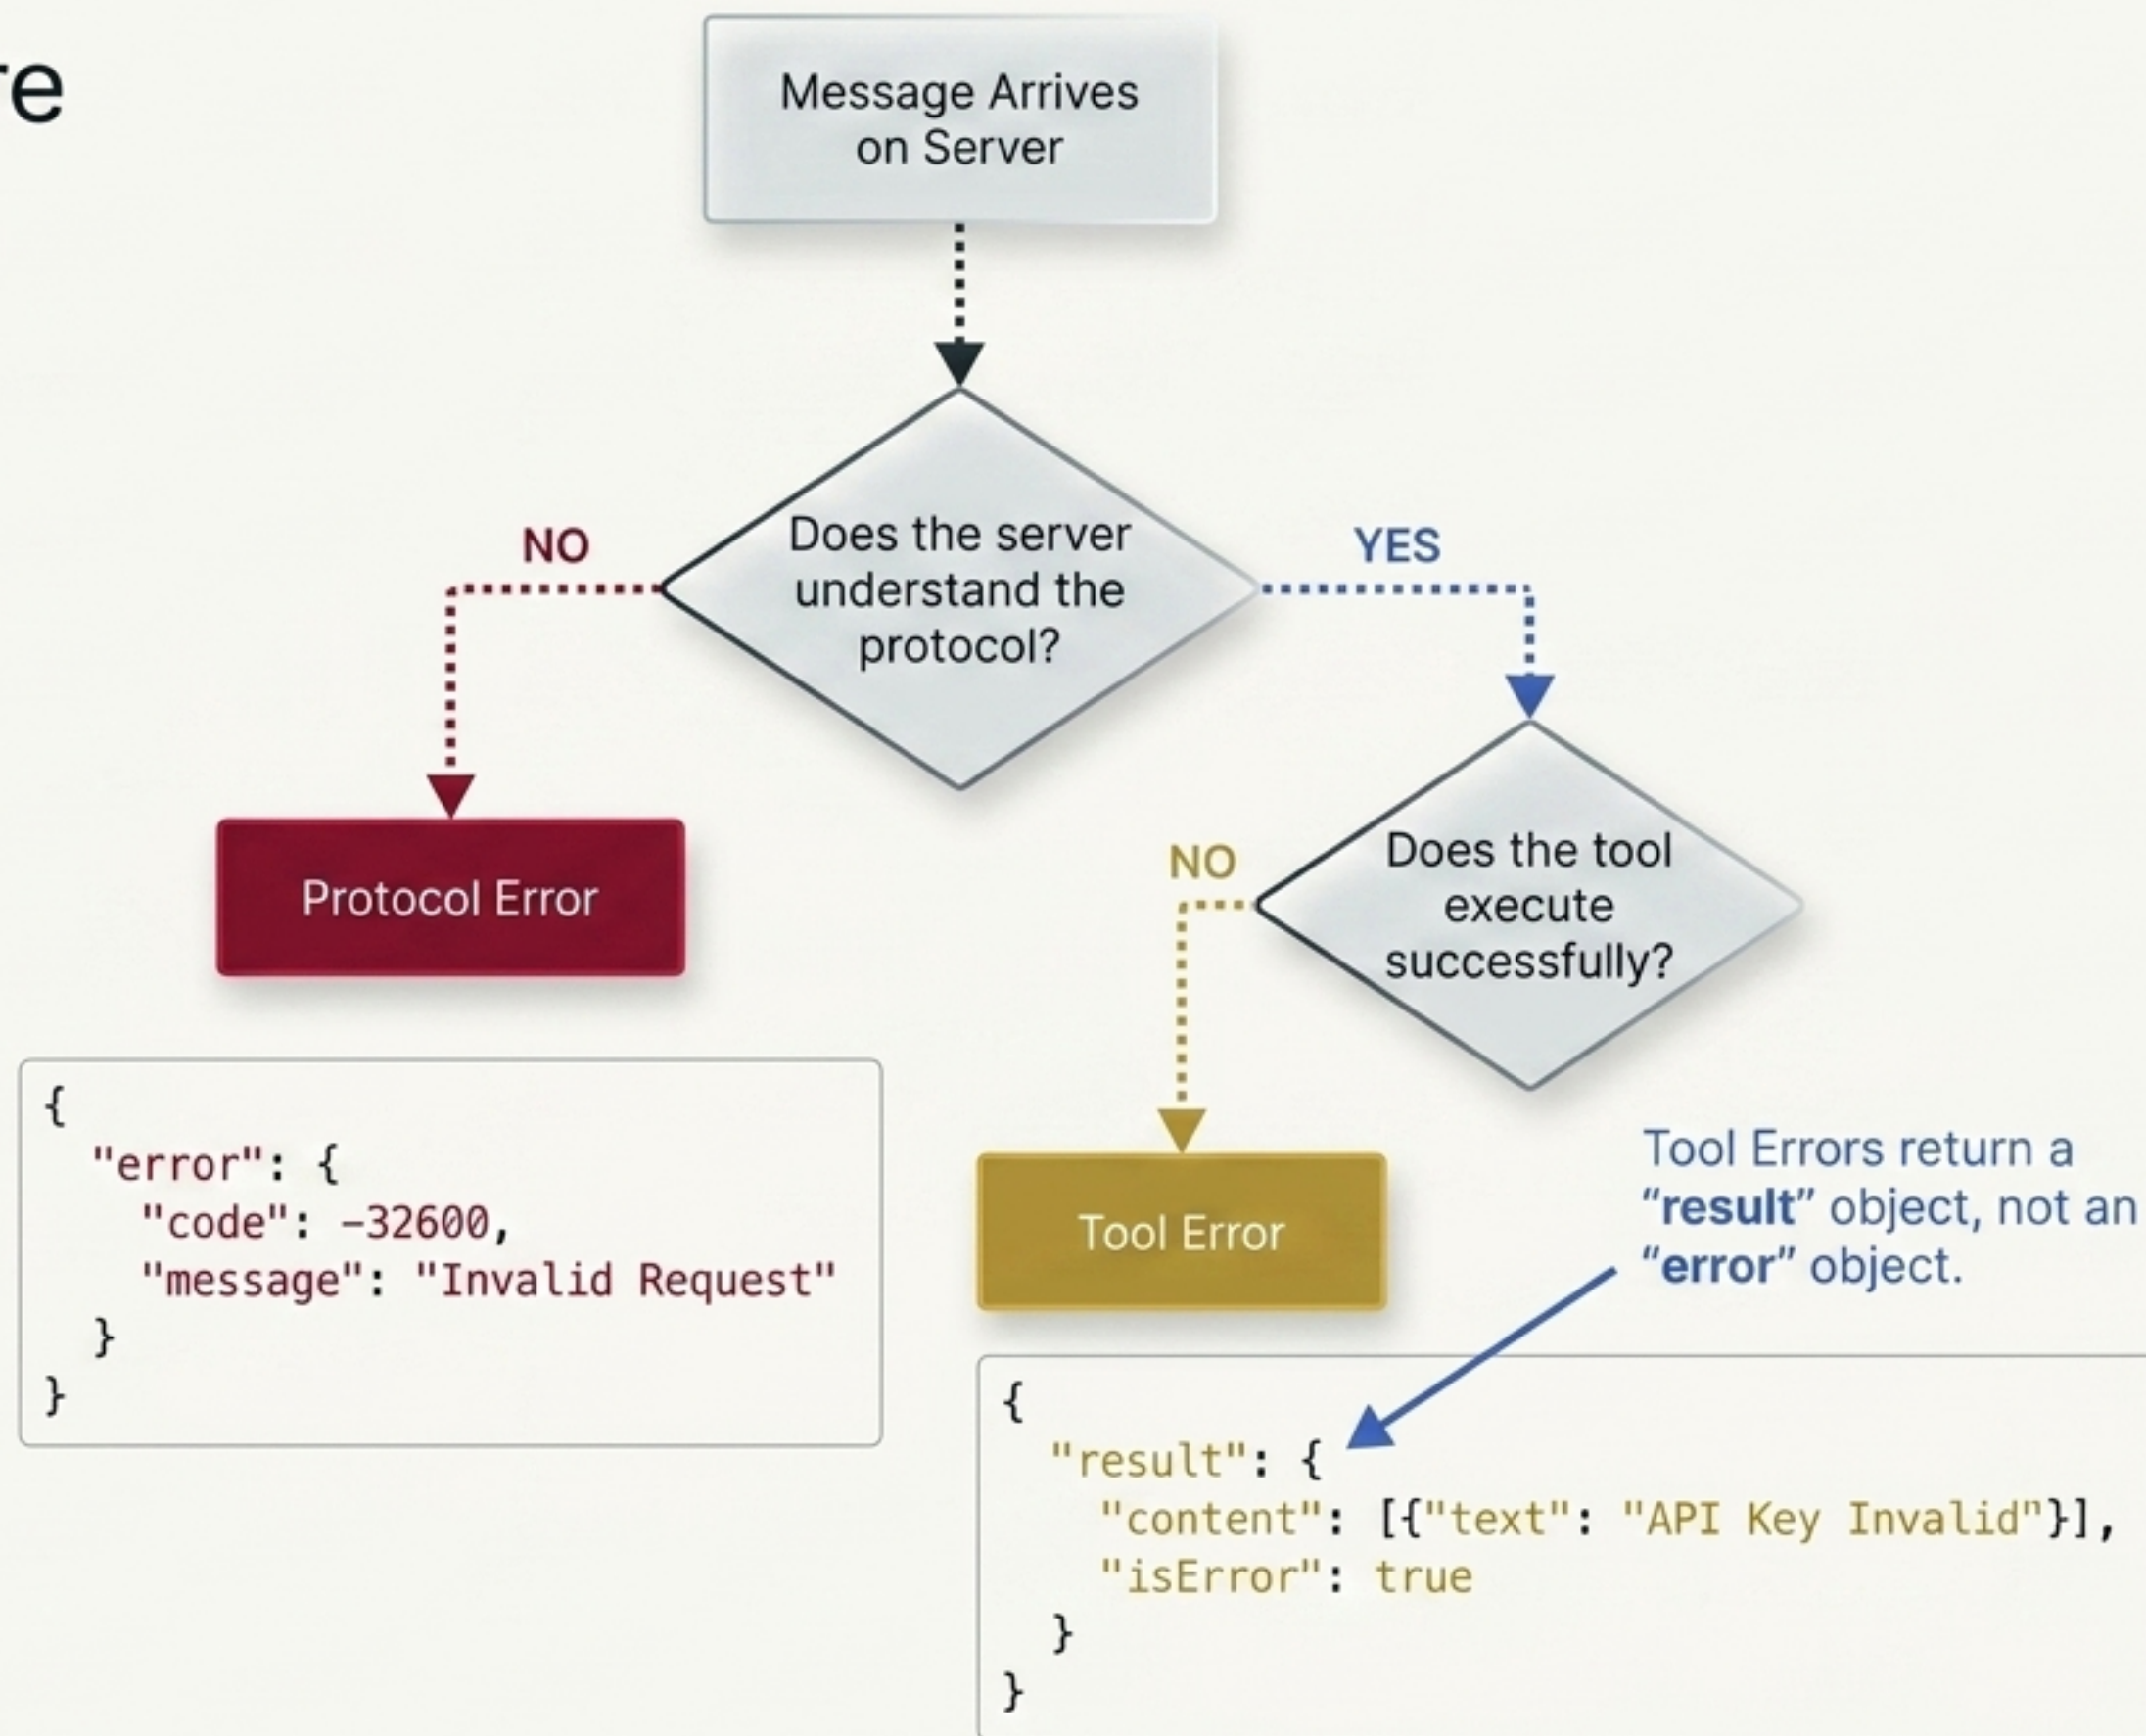 re
Message Arrives
on Server
Does the server
understand the
protocol?
NO
YES
Protocol Error
Does the tool
execute
successfully?
NO
Tool Error
Tool Errors return a
“result” object, not an
“error” object.
{
"error": {
"code": −32600,
"message": "Invalid Request"
}
}
{
"result": {
"content": [{"text": "API Key Invalid"}],
"isError": true
}
}